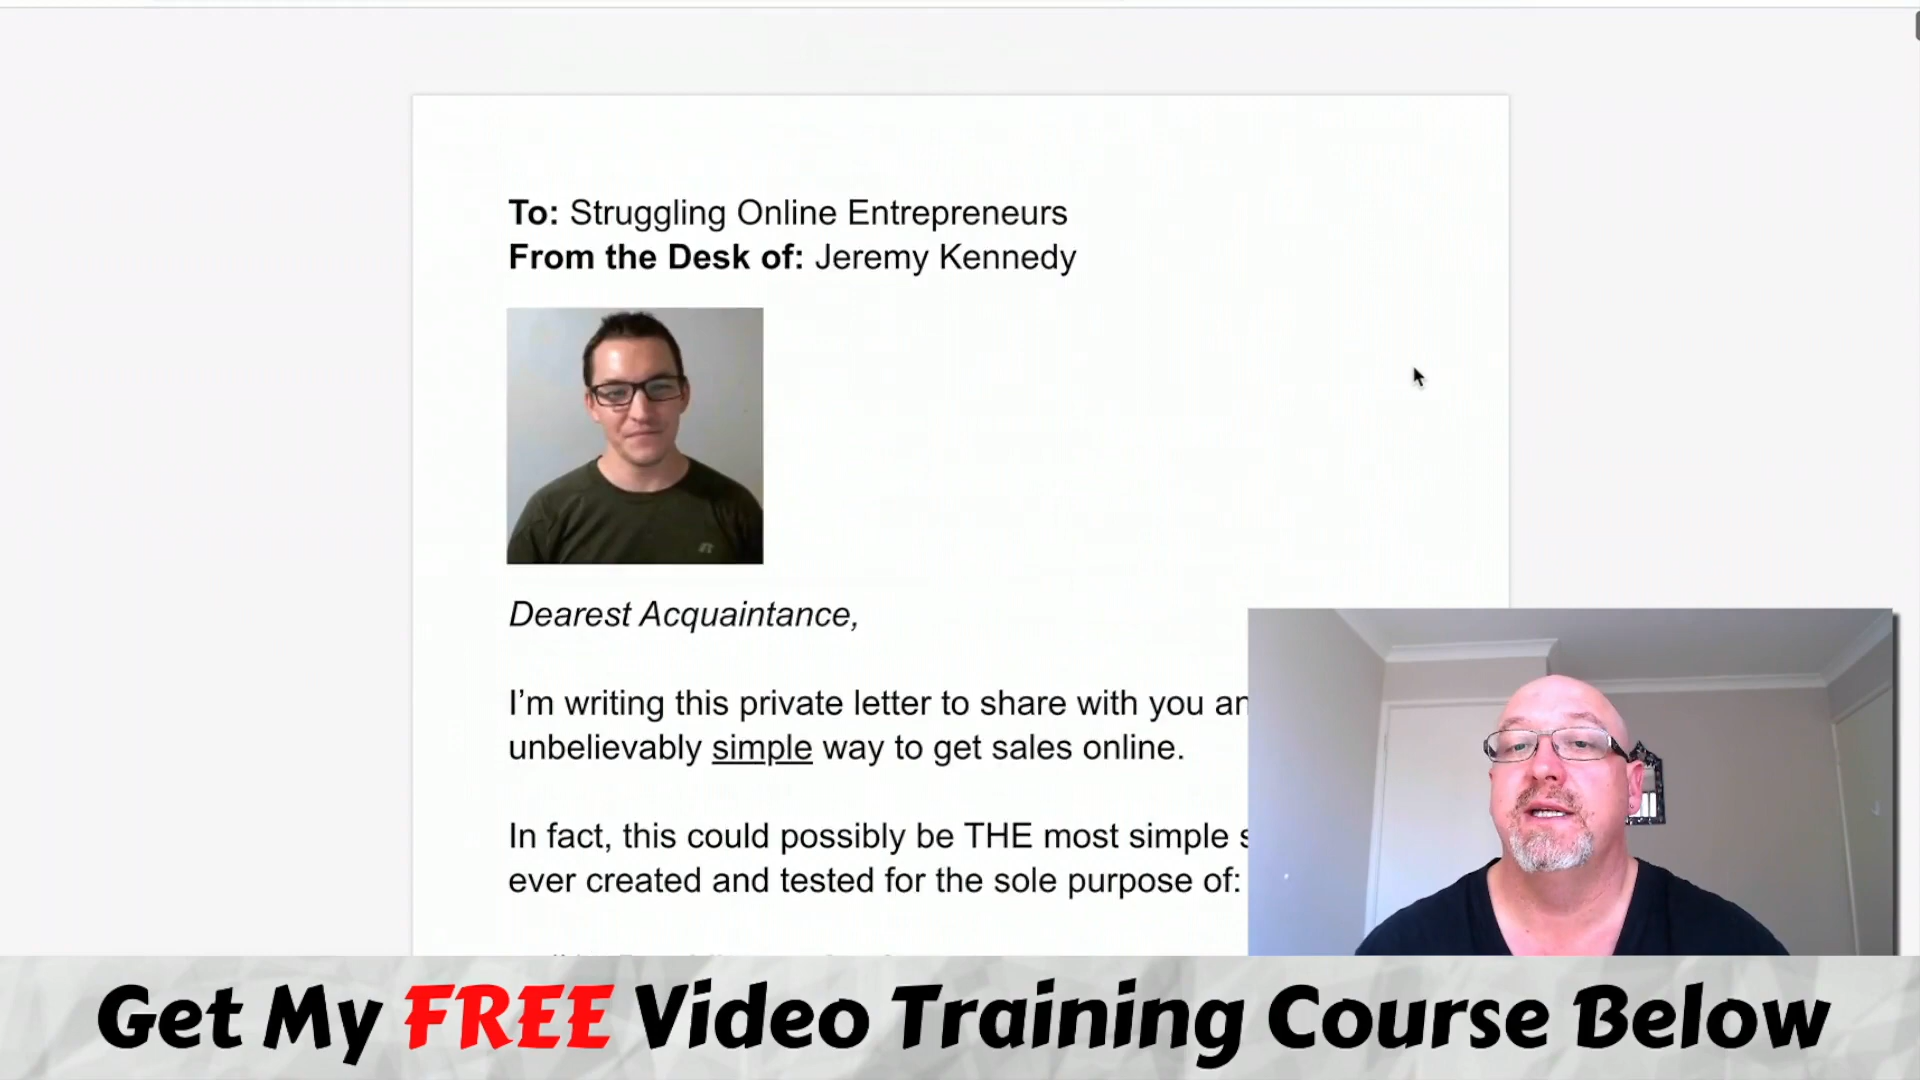 To: Struggling Online Entrepreneurs
From the Desk of: Jeremy Kennedy
Dearest Acquaintance,
I'm writing this private letter to share with you an
unbelievably simple way to get sales online.
In fact, this could possibly be THE most simple
ever created and tested for the sole purpose of:
Get My FREE Video Training Course Below